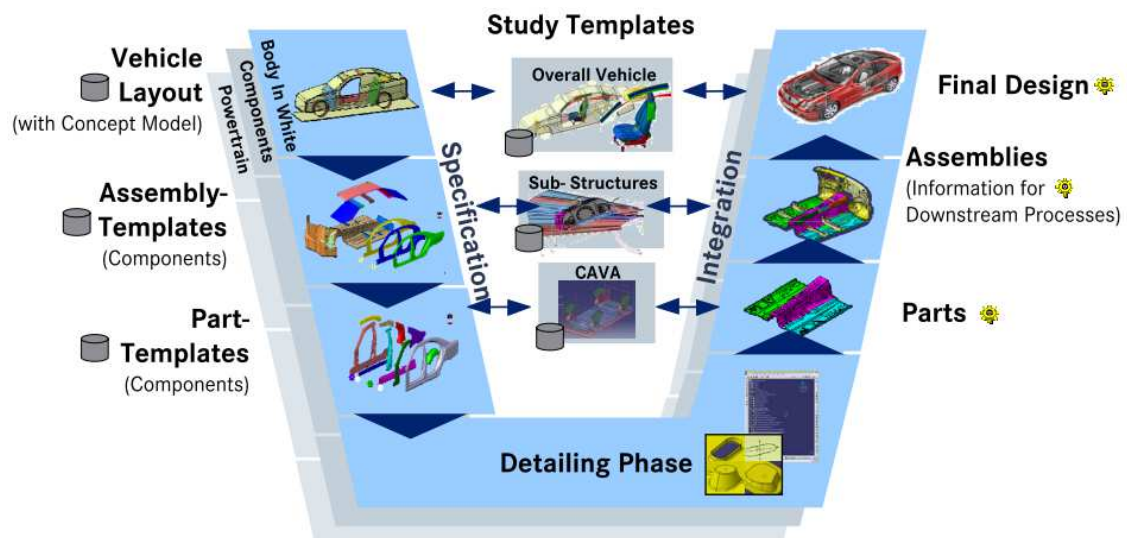 Study Templates
Vehicle
Layout
(with Concept Model)
Body In White
Components
Powertrain
Overall Vehicle
Final Design
Assembly-
Templates
(Components)
Specification
Sub- Structures
Integration
Assemblies
(Information for
Downstream Processes)
CAVA
Part-
Templates
(Components)
Parts
Detailing Phase